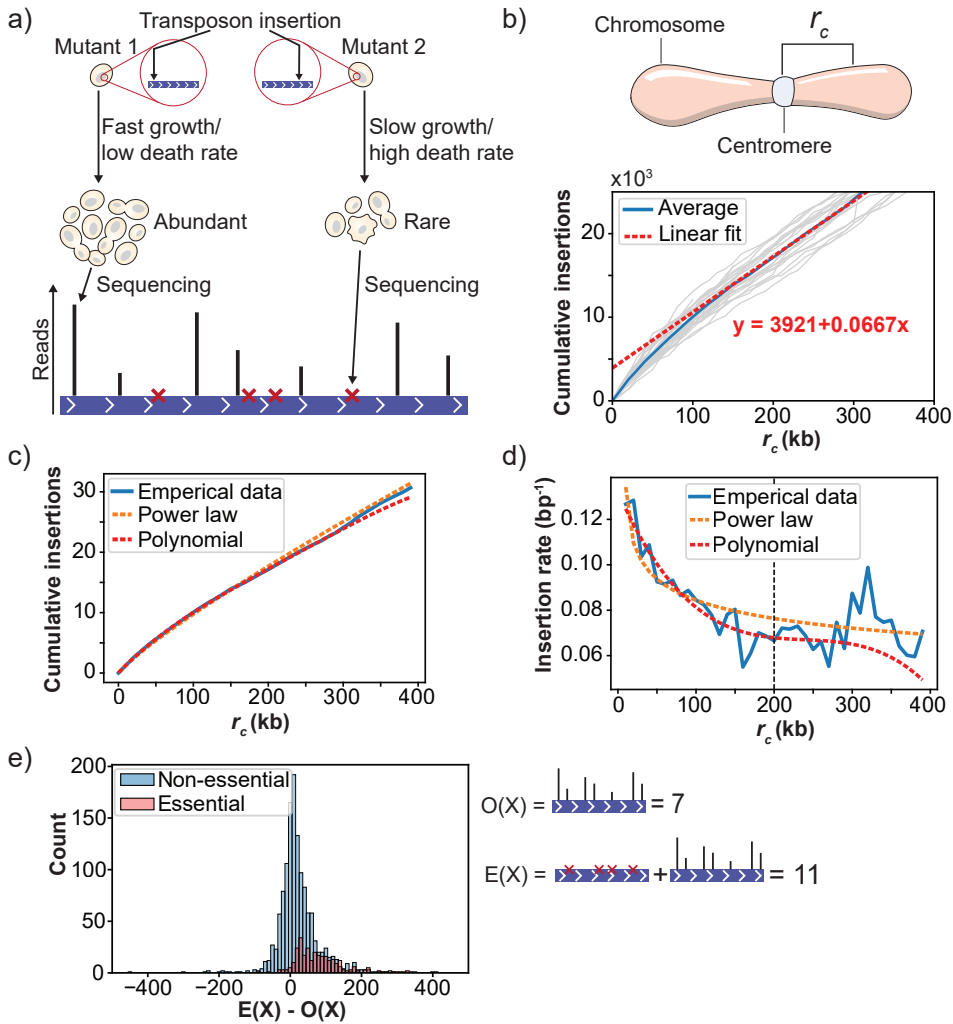 a)
Transposon insertion
Mutant 1
Mutant 2
Fast growth/
low death rate
Slow growth/
high death rate
Abundant
Rare
Sequencing
Sequencing
Reads
b)
Chromosome
r_c
Centromere
x10³
Cumulative insertions
20
10
0
Average
Linear fit
y = 3921+0.0667x
0 100 200 300 400
r_c (kb)
c)
Cumulative insertions
30
20
10
0
Emperical data
Power law
Polynomial
0 100 200 300 400
r_c (kb)
d)
Insertion rate (bp⁻¹)
0.12
0.10
0.08
0.06
Emperical data
Power law
Polynomial
0 100 200 300 400
r_c (kb)
e)
Count
200
150
100
50
0
Non-essential
Essential
−400 −200 0 200 400
E(X) - O(X)
O(X) = = 7
E(X) = + = 11